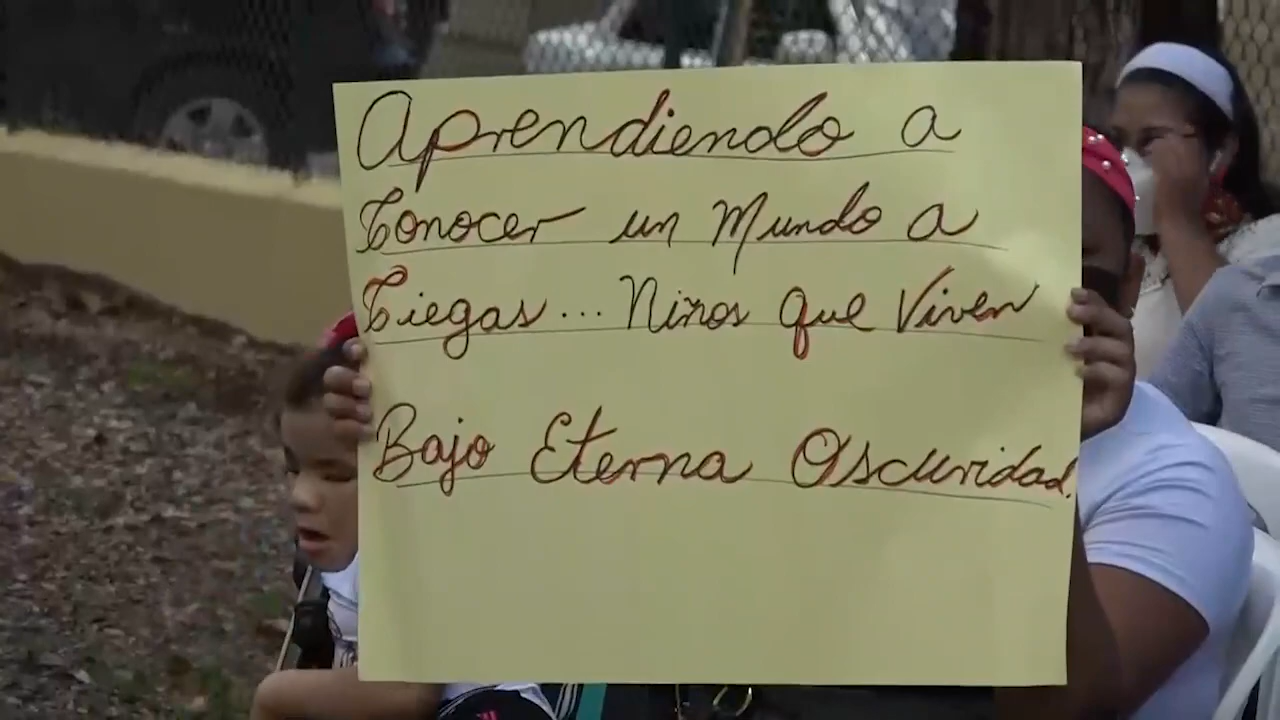 Aprendiendo a
Conocer un Mundo a
Ciegas... Niños que Viven
Bajo Eterna Oscuridad.